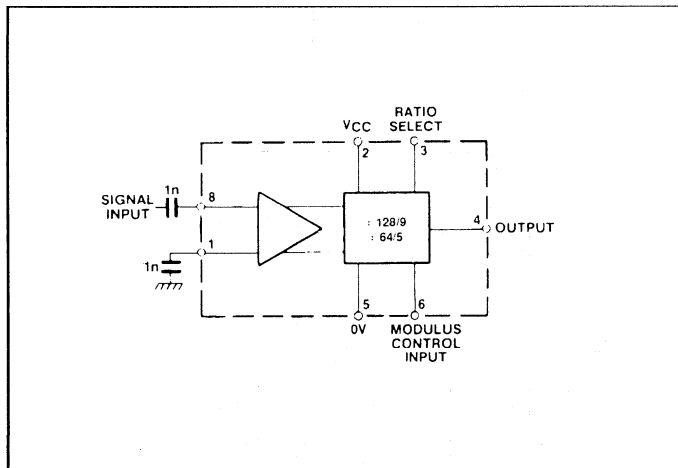 VCC
RATIO
SELECT
2
3
1n
8
SIGNAL
INPUT
: 128/9
: 64/5
4
OUTPUT
1
1n
5
6
0V
MODULUS
CONTROL
INPUT